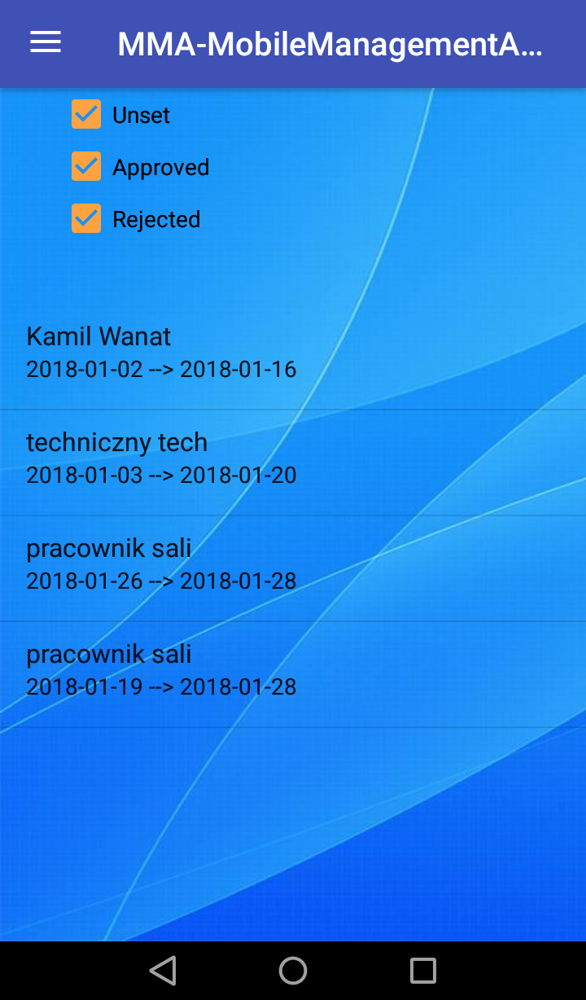 MMA-MobileManagementA...
Unset
Approved
Rejected
Kamil Wanat
2018-01-02 --> 2018-01-16
techniczny tech
2018-01-03 --> 2018-01-20
pracownik sali
2018-01-26 --> 2018-01-28
pracownik sali
2018-01-19 --> 2018-01-28